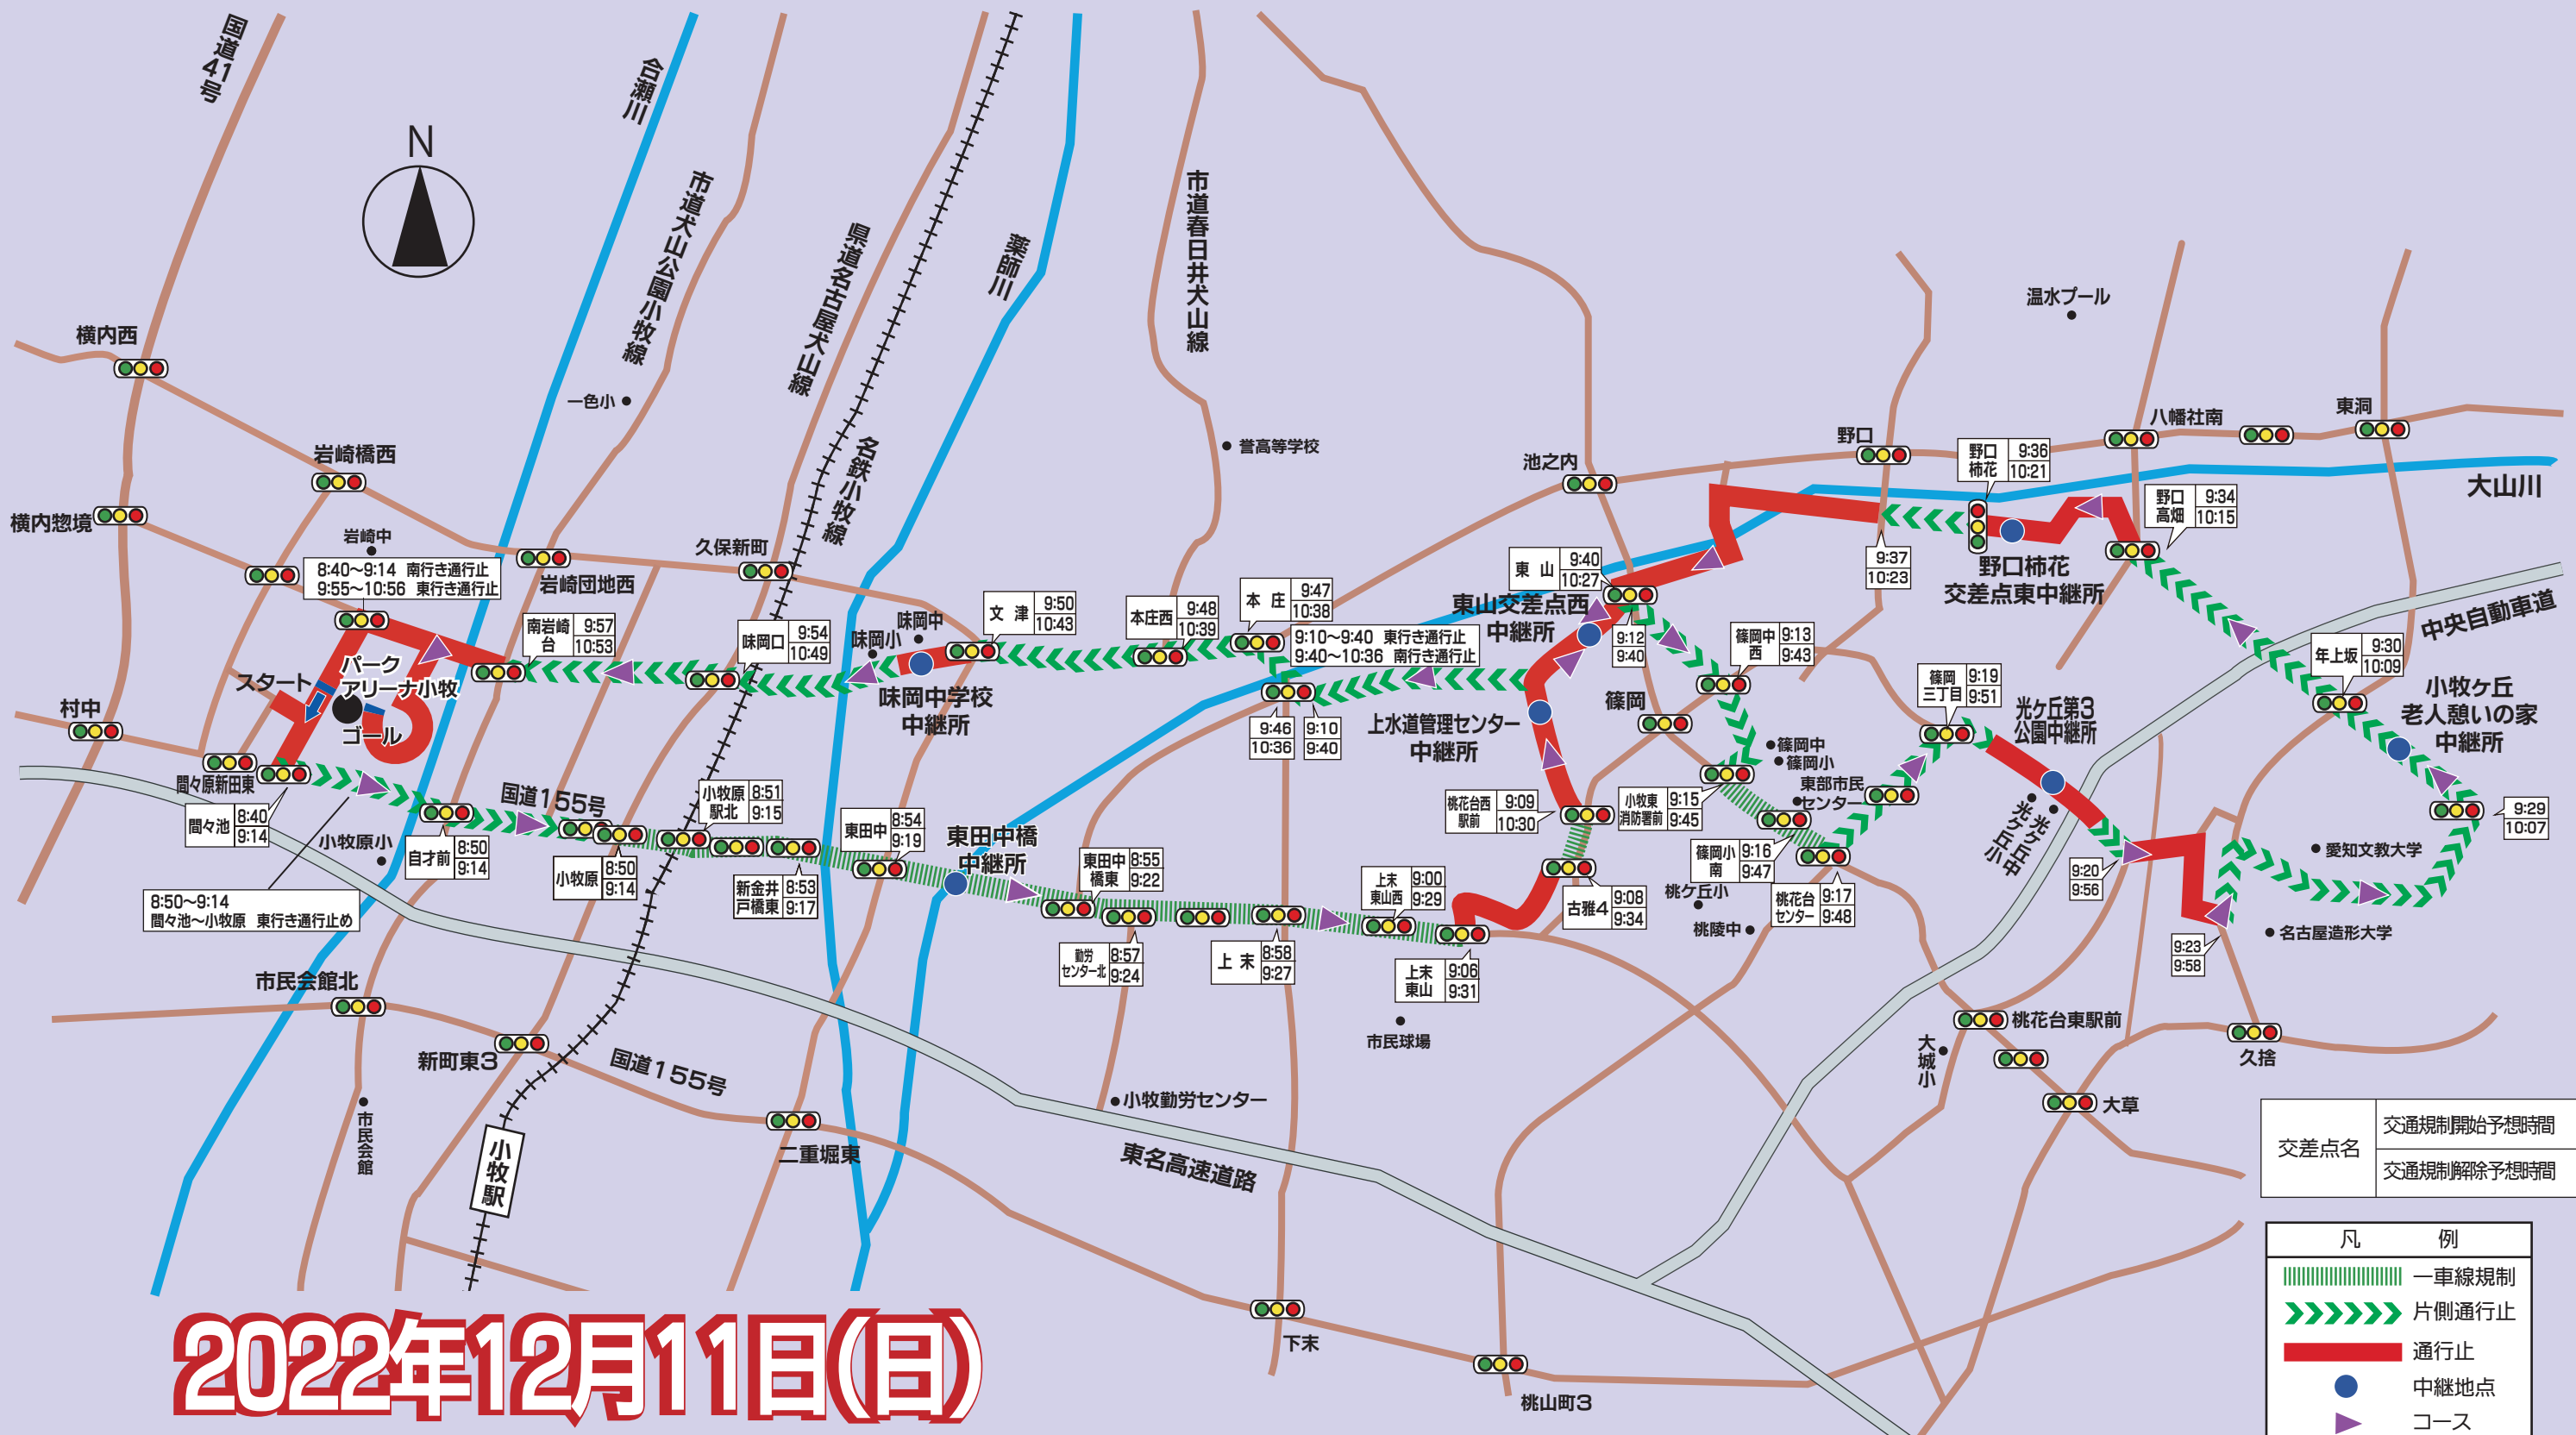 国道41号
合瀬川
N
市道犬山公園小牧線
県道名古屋犬山線
薬師川
市道春日井犬山線
名鉄小牧線
温水プール
横内西
一色小
誉高等学校
岩崎橋西
横内惣境
岩崎中
8:40～9:14 南行き通行止
9:55～10:56 東行き通行止
岩崎団地西
久保新町
池之内
野口
野口柿花
9:36
10:21
八幡社南
東洞
大山川
野口高畑
9:34
10:15
9:37
10:23
野口柿花
交差点東中継所
中央自動車道
南岩崎台
9:57
10:53
味岡口
9:54
10:49
味岡小
味岡中
文津
9:50
10:43
味岡中学校
中継所
本庄西
9:48
10:39
本庄
9:47
10:38
9:10～9:40 東行き通行止
9:40～10:36 南行き通行止
東山
9:40
10:27
東山交差点西
中継所
9:12
9:40
篠岡中西
9:13
9:43
年上坂
9:30
10:09
小牧ケ丘
老人憩いの家
中継所
スタート
パーク
アリーナ小牧
ゴール
村中
間々原新田東
間々池
8:40
9:14
9:46
10:36
9:10
9:40
上水道管理センター
中継所
篠岡
篠岡三丁目
9:19
9:51
光ケ丘第3
公園中継所
篠岡中
篠岡小
東部市民
センター
9:29
10:07
国道155号
小牧原小
自才前
8:50
9:14
小牧原
8:50
9:14
小牧原駅北
8:51
9:15
新金井戸橋東
8:53
9:17
東田中
8:54
9:19
東田中橋
中継所
東田中橋東
8:55
9:22
勤労センター北
8:57
9:24
上末
8:58
9:27
上末東山西
9:00
9:29
上末東山
9:06
9:31
桃花台西駅前
9:09
10:30
古雅4
9:08
9:34
小牧東消防署前
9:15
9:45
篠岡小南
9:16
9:47
桃ケ丘小
桃陵中
桃花台センター
9:17
9:48
光ケ丘小
光ケ丘中
9:20
9:56
愛知文教大学
名古屋造形大学
9:23
9:58
8:50～9:14
間々池～小牧原 東行き通行止め
市民会館北
新町東3
国道155号
市民会館
小牧駅
二重堀東
小牧勤労センター
東名高速道路
市民球場
桃花台東駅前
大城小
大草
久捨
下末
桃山町3
交差点名
交通規制開始予想時間
交通規制解除予想時間
凡例
一車線規制
片側通行止
通行止
中継地点
コース
2022年12月11日(日)